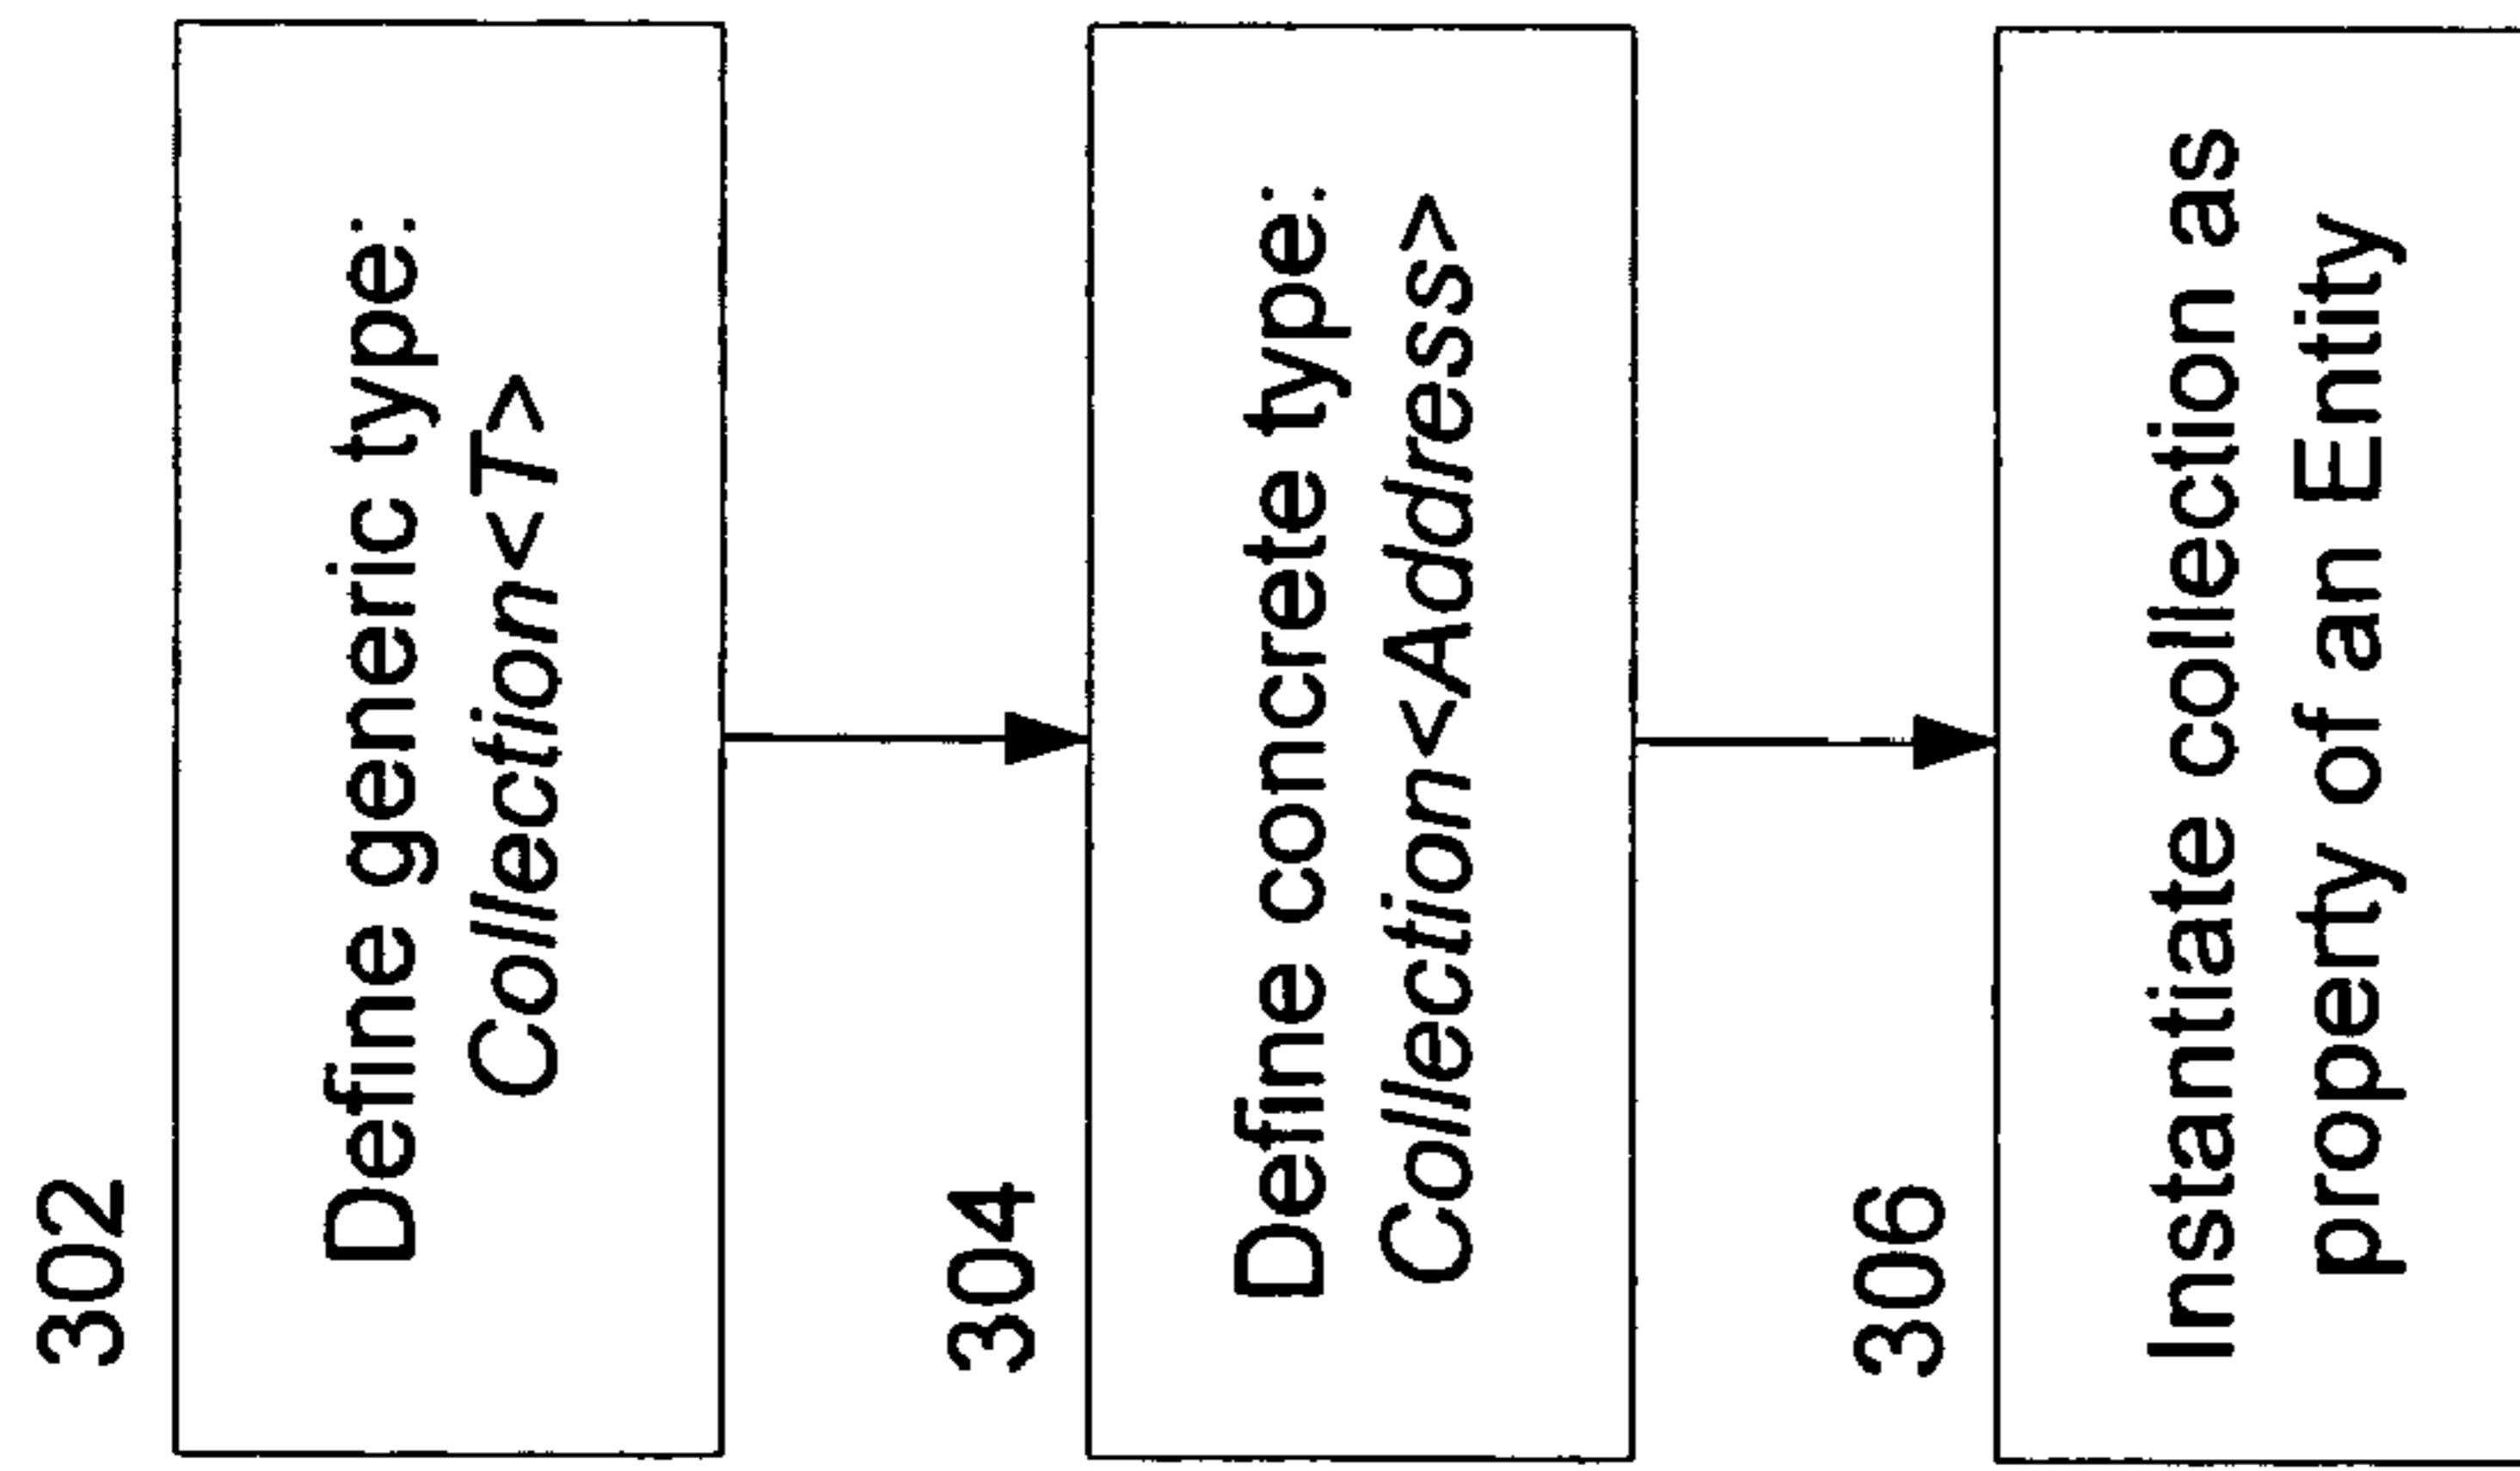 302
Define generic type:
Collection<T>
304
Define concrete type:
Collection<Address>
306
Instantiate collection as
property of an Entity